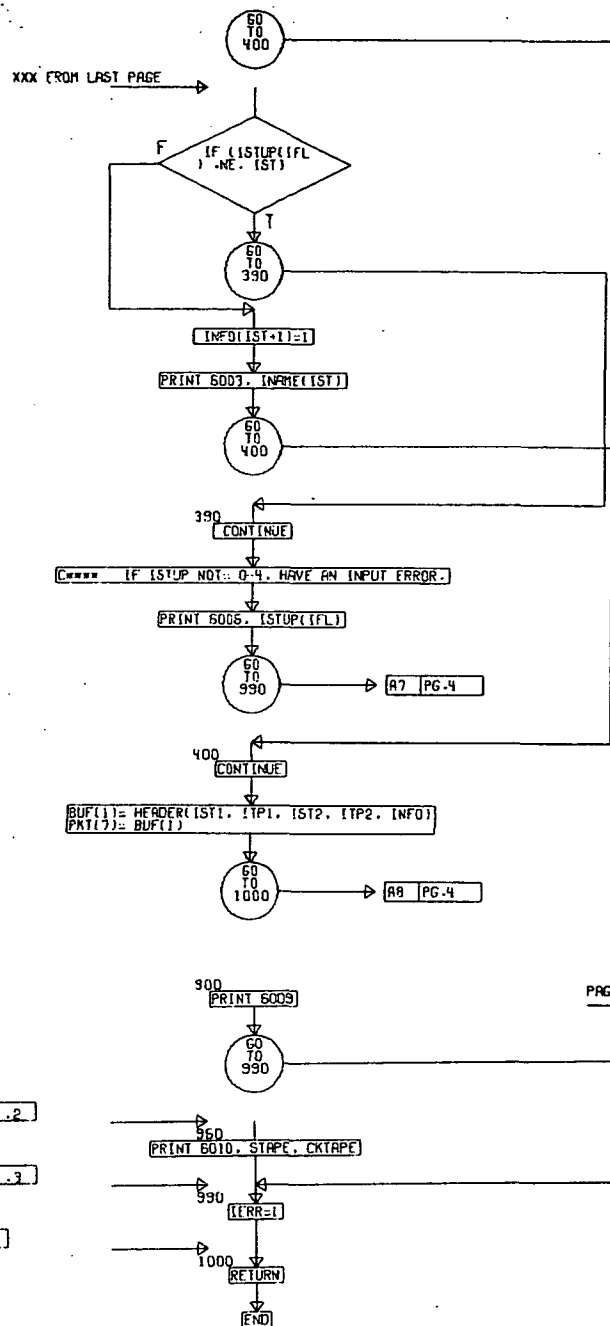 GO
TO
400
XXX FROM LAST PAGE
F
IF (ISTUP(IFL
) .NE. IST)
T
GO
TO
390
INFO(IST+1)=1
PRINT 6003, INAME(IST)
GO
TO
400
390
CONTINUE
C**** IF ISTUP NOT= 0-4, HAVE AN INPUT ERROR.
PRINT 6006, ISTUP(IFL)
GO
TO
990
A7 PG.4
400
CONTINUE
BUF(1)= HEADER(IST1, ITP1, IST2, ITP2, INFO)
PKT(7)= BUF(1)
GO
TO
1000
A8 PG.4
900
PRINT 6009
PAG
GO
TO
990
.2
960
PRINT 6010, STAPE, CKTAPE
.3
990
IERR=1
1000
RETURN
END